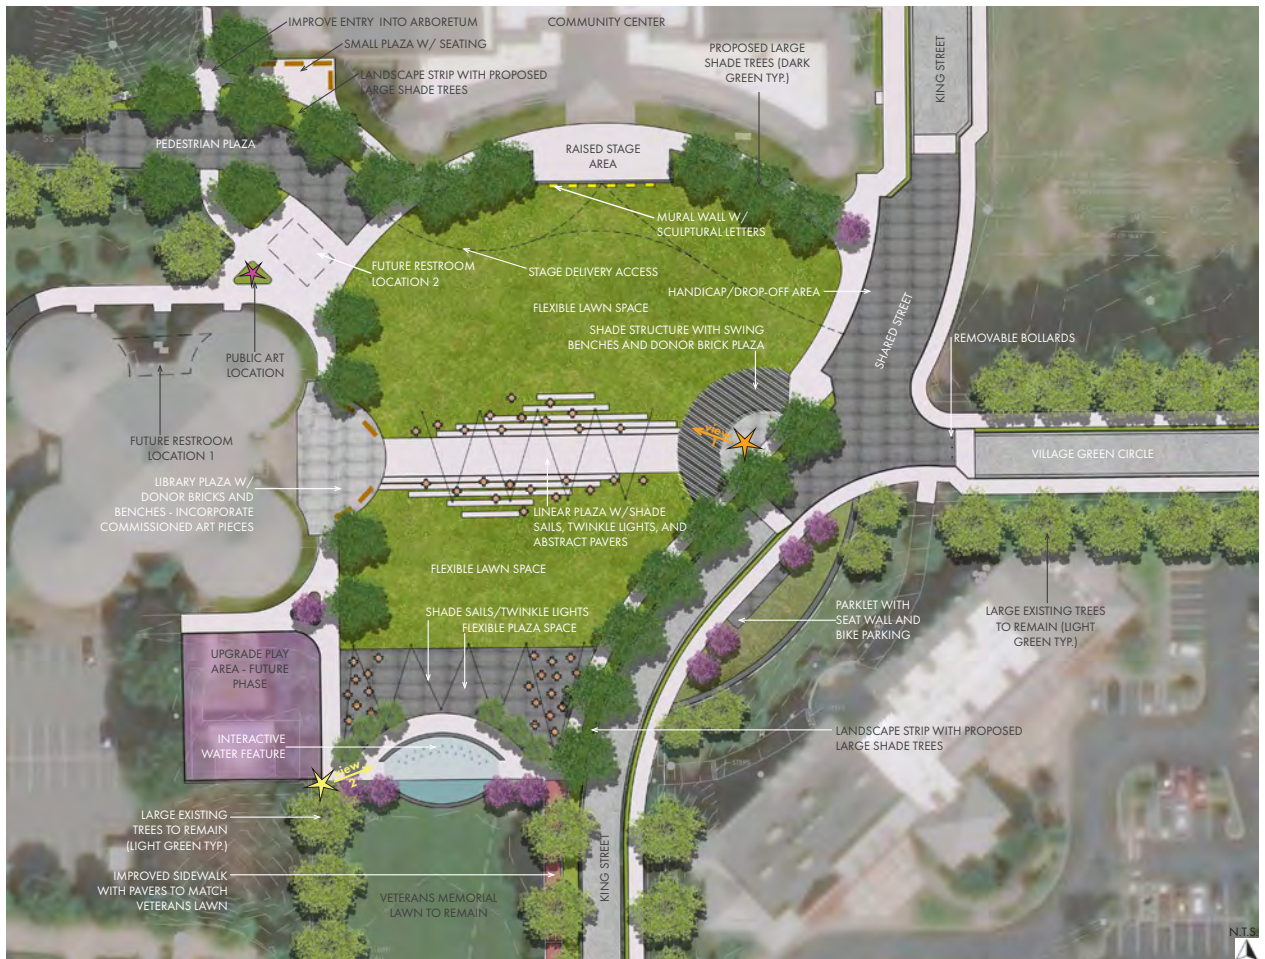 IMPROVE ENTRY INTO ARBORETUM
COMMUNITY CENTER
SMALL PLAZA W/ SEATING
PROPOSED LARGE
SHADE TREES (DARK
GREEN TYP.)
LANDSCAPE STRIP WITH PROPOSED
LARGE SHADE TREES
KING STREET
PEDESTRIAN PLAZA
RAISED STAGE
AREA
MURAL WALL W/
SCULPTURAL LETTERS
FUTURE RESTROOM
LOCATION 2
STAGE DELIVERY ACCESS
HANDICAP/DROP-OFF AREA
FLEXIBLE LAWN SPACE
SHARED STREET
SHADE STRUCTURE WITH SWING
BENCHES AND DONOR BRICK PLAZA
REMOVABLE BOLLARDS
PUBLIC ART
LOCATION
view
1
FUTURE RESTROOM
LOCATION 1
VILLAGE GREEN CIRCLE
LIBRARY PLAZA W/
DONOR BRICKS AND
BENCHES - INCORPORATE
COMMISSIONED ART PIECES
LINEAR PLAZA W/SHADE
SAILS, TWINKLE LIGHTS, AND
ABSTRACT PAVERS
FLEXIBLE LAWN SPACE
SHADE SAILS/TWINKLE LIGHTS
FLEXIBLE PLAZA SPACE
PARKLET WITH
SEAT WALL AND
BIKE PARKING
LARGE EXISTING TREES
TO REMAIN (LIGHT
GREEN TYP.)
UPGRADE PLAY
AREA - FUTURE
PHASE
INTERACTIVE
WATER FEATURE
LANDSCAPE STRIP WITH PROPOSED
LARGE SHADE TREES
view
2
LARGE EXISTING
TREES TO REMAIN
(LIGHT GREEN TYP.)
IMPROVED SIDEWALK
WITH PAVERS TO MATCH
VETERANS LAWN
VETERANS MEMORIAL
LAWN TO REMAIN
KING STREET
N.T.S.